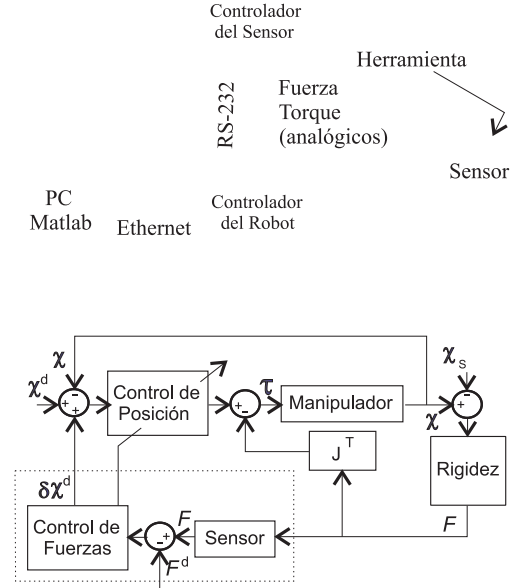 Controlador
del Sensor
Herramienta
RS-232
Fuerza
Torque
(analógicos)
Sensor
PC
Matlab
Ethernet
Controlador
del Robot
χ
χd
Control de
Posición
τ
Manipulador
χs
χ
J T
Rigidez
δχd
Control de
Fuerzas
F
Sensor
F
Fd